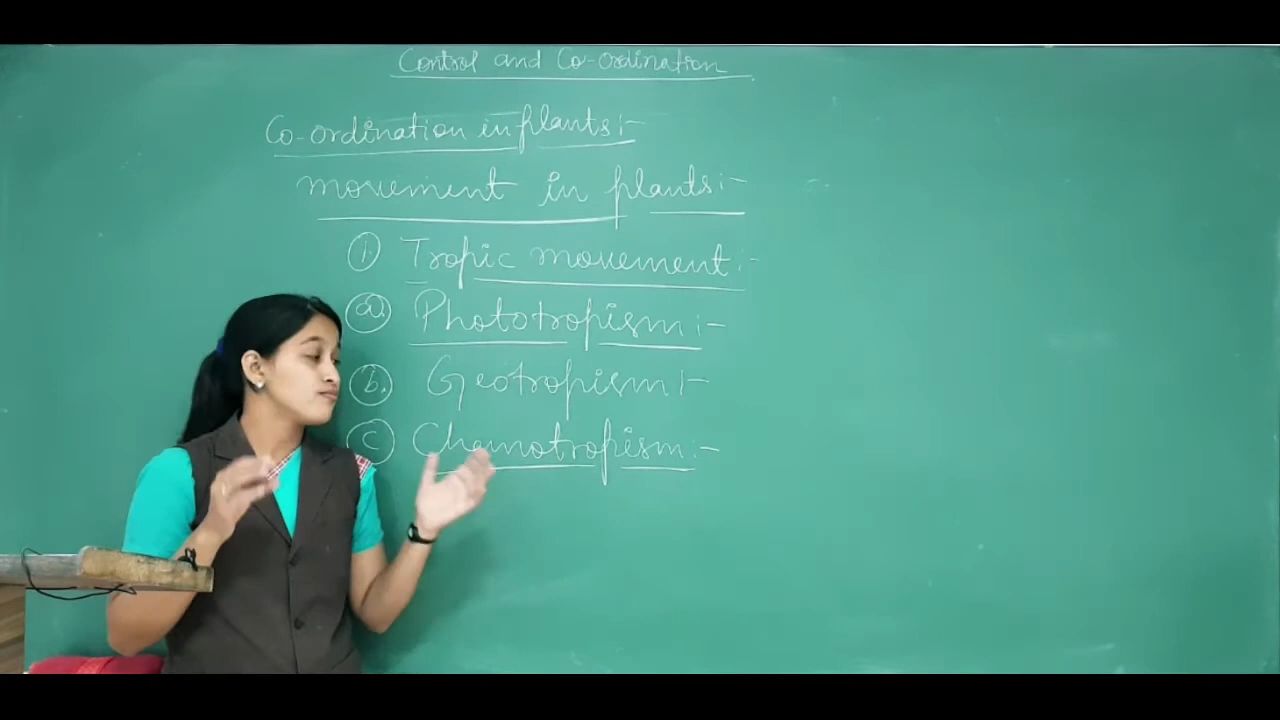 Control and Co-ordination
Co-ordination in plants:-
movement in plants:-
1. Tropic movement:-
a. Phototropism:-
b. Geotropism:-
c Chemotropism:-